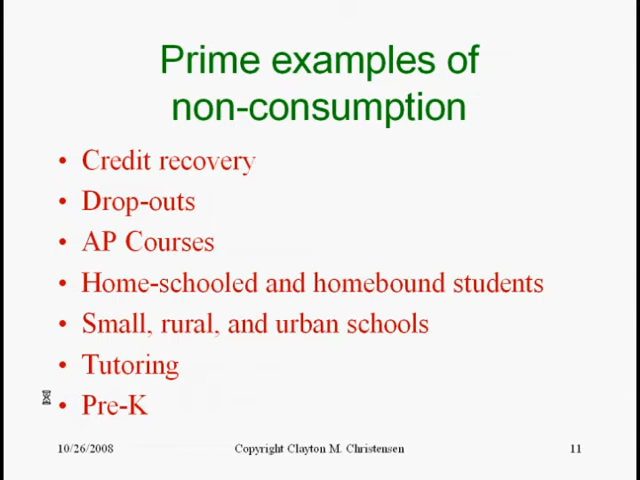 Prime examples of
non-consumption
• Credit recovery
• Drop-outs
• AP Courses
• Home-schooled and homebound students
• Small, rural, and urban schools
• Tutoring
• Pre-K
10/26/2008 Copyright Clayton M. Christensen 11